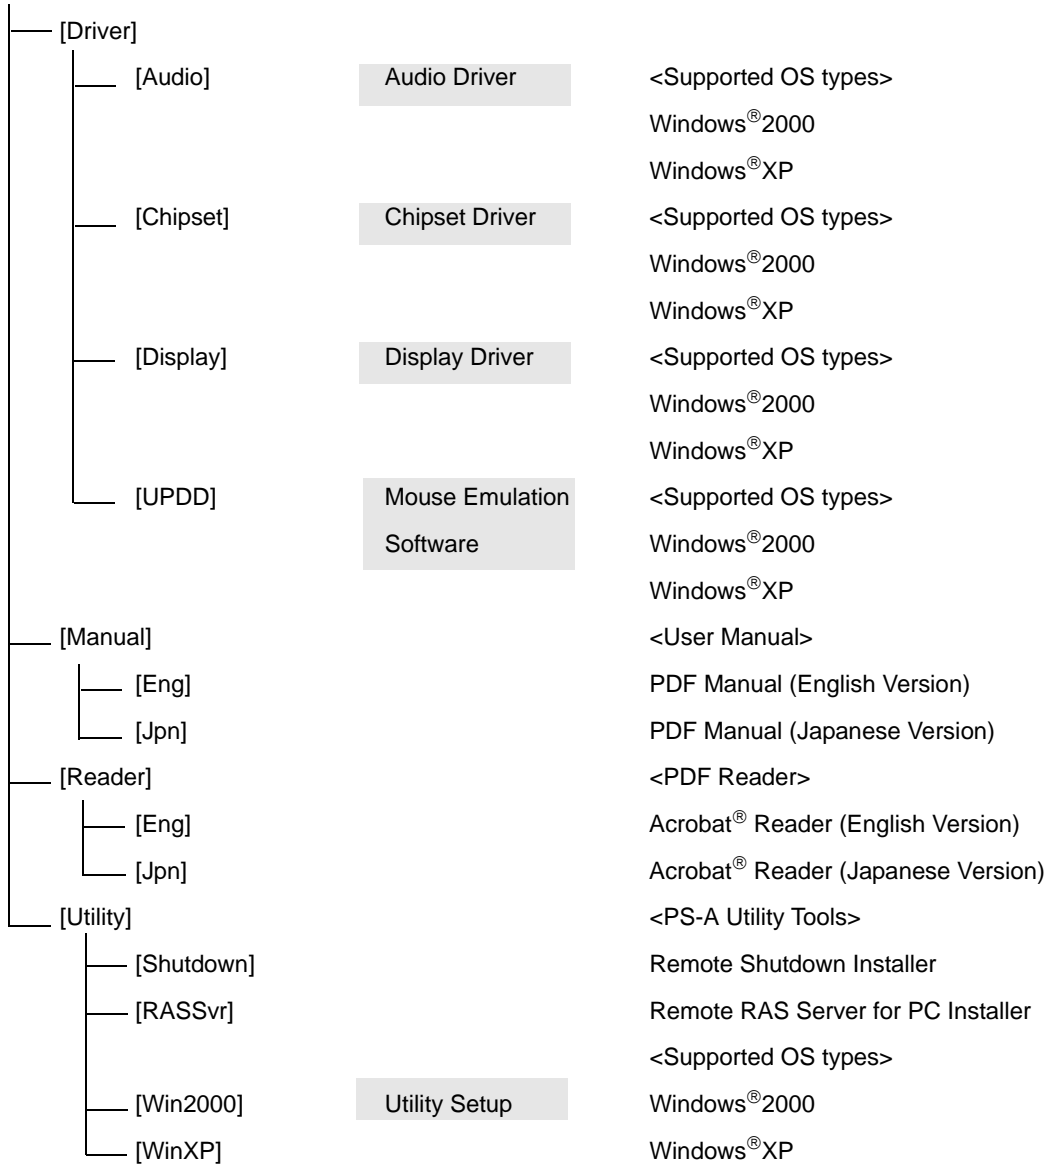 [Driver]
[Audio] Audio Driver <Supported OS types>
Windows®2000
Windows®XP
[Chipset] Chipset Driver <Supported OS types>
Windows®2000
Windows®XP
[Display] Display Driver <Supported OS types>
Windows®2000
Windows®XP
[UPDD] Mouse Emulation <Supported OS types>
Software Windows®2000
Windows®XP
[Manual] <User Manual>
[Eng] PDF Manual (English Version)
[Jpn] PDF Manual (Japanese Version)
[Reader] <PDF Reader>
[Eng] Acrobat® Reader (English Version)
[Jpn] Acrobat® Reader (Japanese Version)
[Utility] <PS-A Utility Tools>
[Shutdown] Remote Shutdown Installer
[RASSvr] Remote RAS Server for PC Installer
<Supported OS types>
[Win2000] Utility Setup Windows®2000
[WinXP] Windows®XP